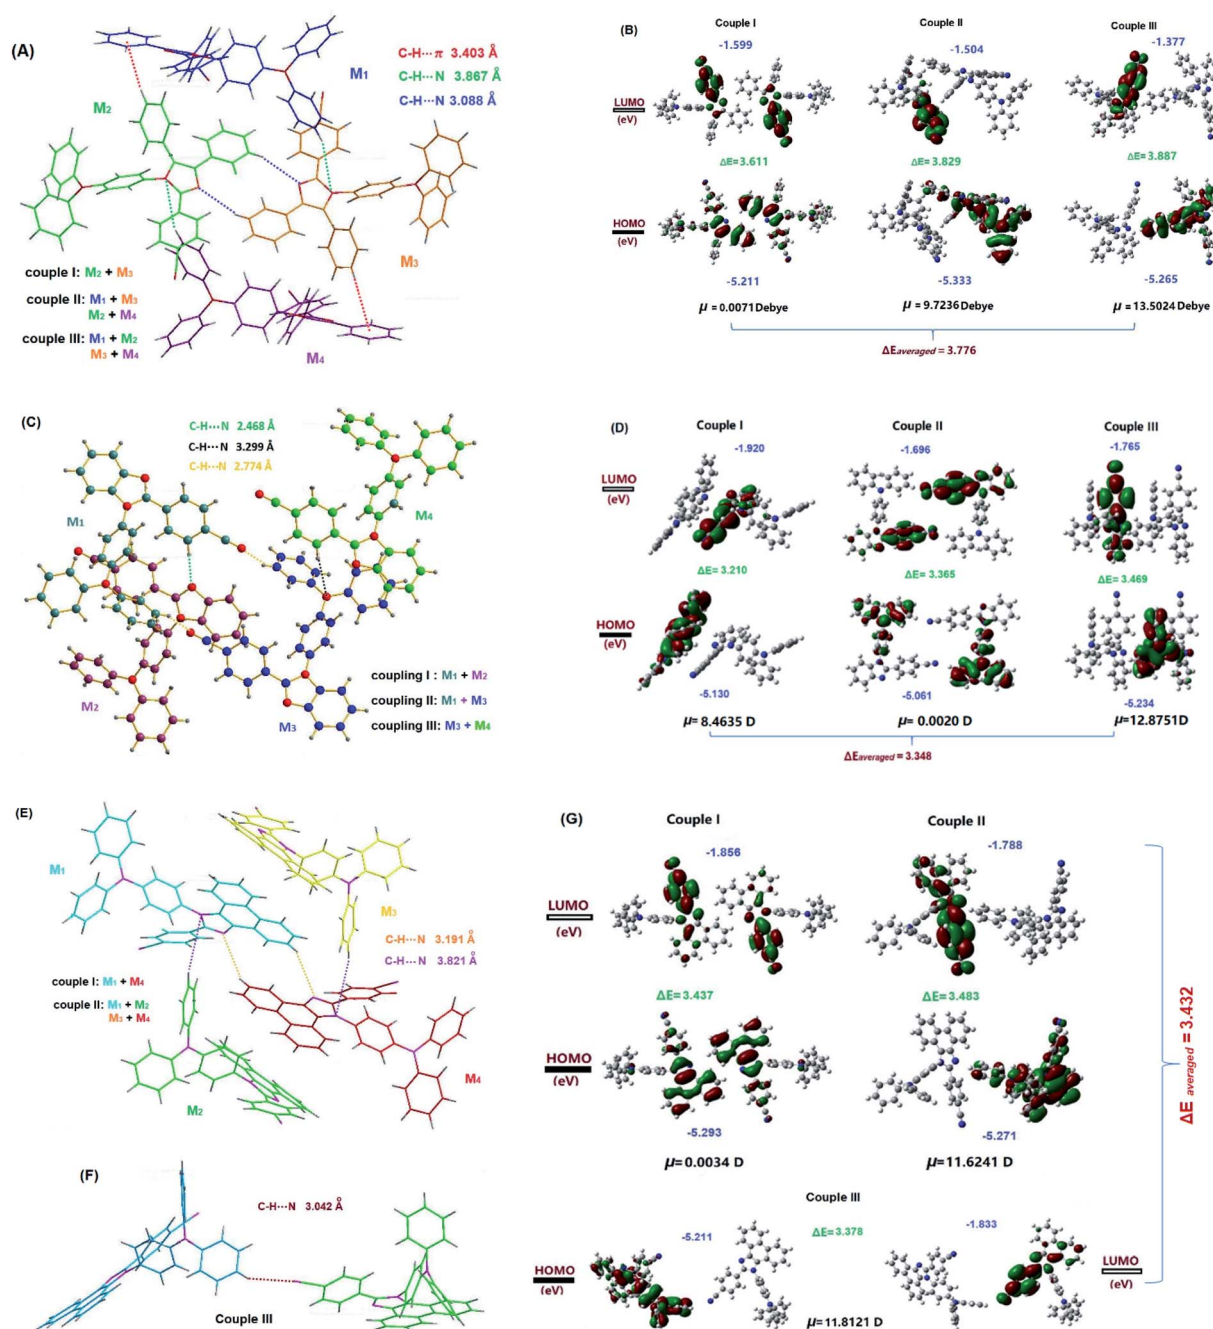 (A)
M1
C-H···π 3.403 Å
C-H···N 3.867 Å
C-H···N 3.088 Å
M2
M3
couple I: M2 + M3
couple II: M1 + M3
M2 + M4
couple III: M1 + M2
M3 + M4
M4
(B)
Couple I
Couple II
Couple III
-1.599
-1.504
-1.377
LUMO
(eV)
ΔE=3.611
ΔE=3.829
ΔE=3.887
HOMO
(eV)
-5.211
-5.333
-5.265
μ = 0.0071 Debye
μ = 9.7236 Debye
μ = 13.5024 Debye
ΔEaveraged = 3.776
(C)
C-H···N 2.468 Å
C-H···N 3.299 Å
C-H···N 2.774 Å
M1
M4
M2
M3
coupling I : M1 + M2
coupling II: M1 + M3
coupling III: M3 + M4
(D)
Couple I
Couple II
Couple III
-1.920
-1.696
-1.765
LUMO
(eV)
ΔE= 3.210
ΔE= 3.365
ΔE= 3.469
HOMO
(eV)
-5.130
-5.061
-5.234
μ= 8.4635 D
μ= 0.0020 D
μ=12.8751D
ΔEaveraged = 3.348
(E)
M1
M3
C-H···N 3.191 Å
C-H···N 3.821 Å
couple I: M1 + M4
couple II: M1 + M2
M3 + M4
M4
M2
(F)
C-H···N 3.042 Å
Couple III
(G)
Couple I
Couple II
-1.856
-1.788
LUMO
(eV)
ΔE =3.437
ΔE =3.483
HOMO
(eV)
-5.293
-5.271
μ=0.0034 D
μ=11.6241 D
ΔE averaged = 3.432
Couple III
-5.211
ΔE =3.378
-1.833
HOMO
(eV)
LUMO
(eV)
μ=11.8121 D